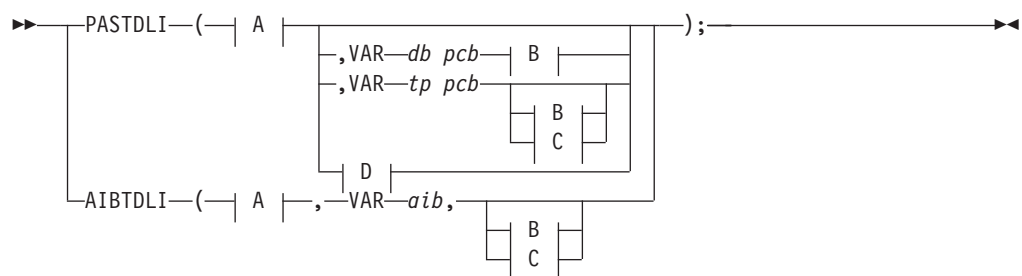 PASTDLI ( A );
,VAR db pcb B
,VAR tp pcb
B
C
D
AIBTDLI ( A , VAR aib,
B
C